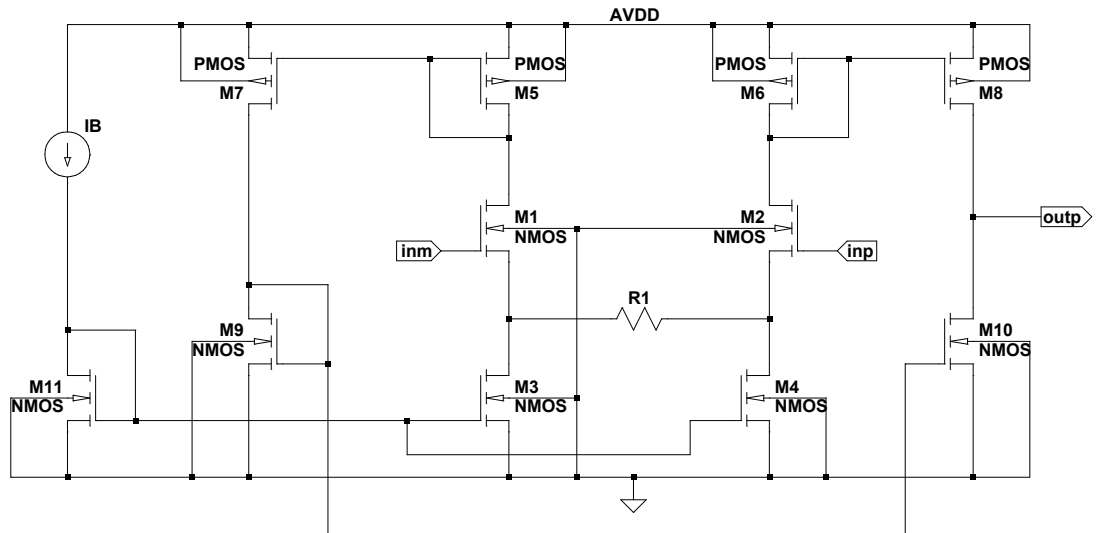 AVDD
PMOS
M7
PMOS
M5
PMOS
M6
PMOS
M8
IB
M1
NMOS
M2
NMOS
outp
inm
inp
R1
M9
NMOS
M10
NMOS
M11
NMOS
M3
NMOS
M4
NMOS